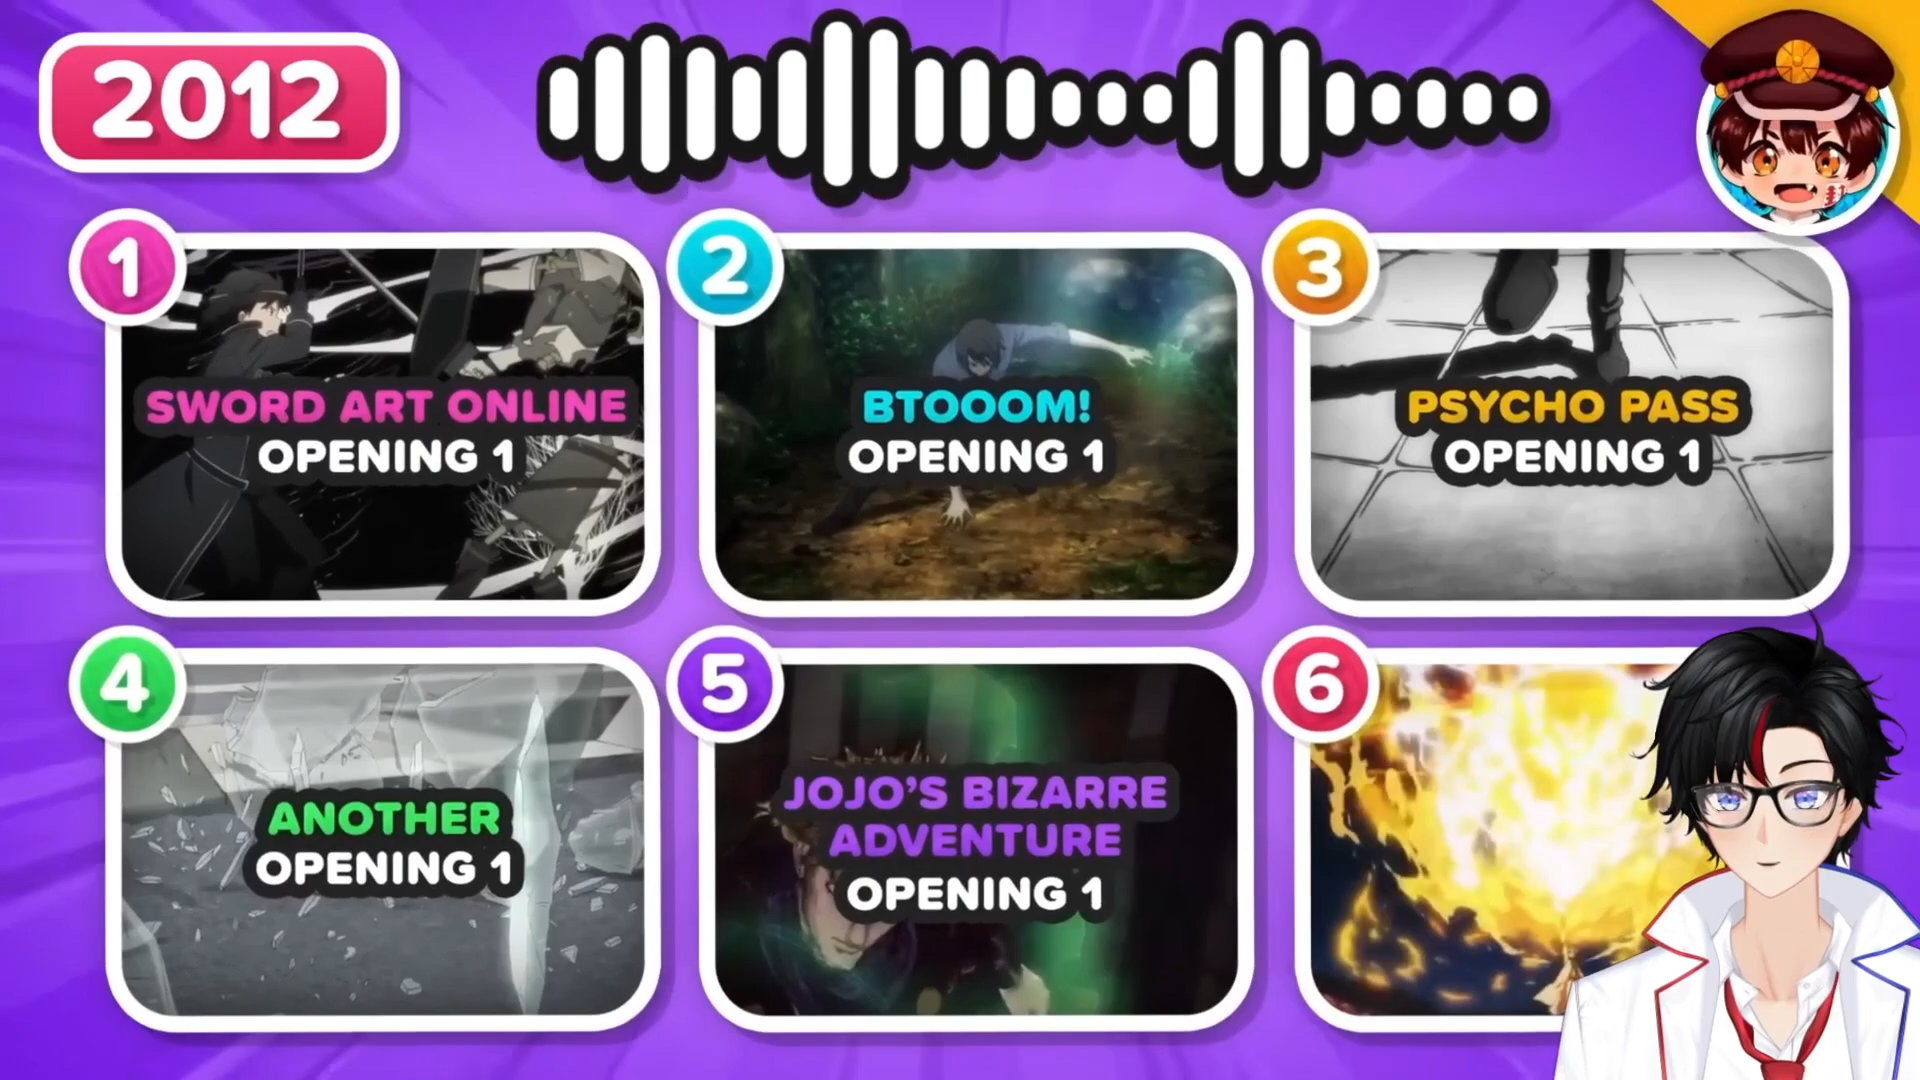 2012
1
SWORD ART ONLINE
OPENING 1
2
BTOOOM!
OPENING 1
3
PSYCHO PASS
OPENING 1
4
ANOTHER
OPENING 1
5
JOJO'S BIZARRE
ADVENTURE
OPENING 1
6